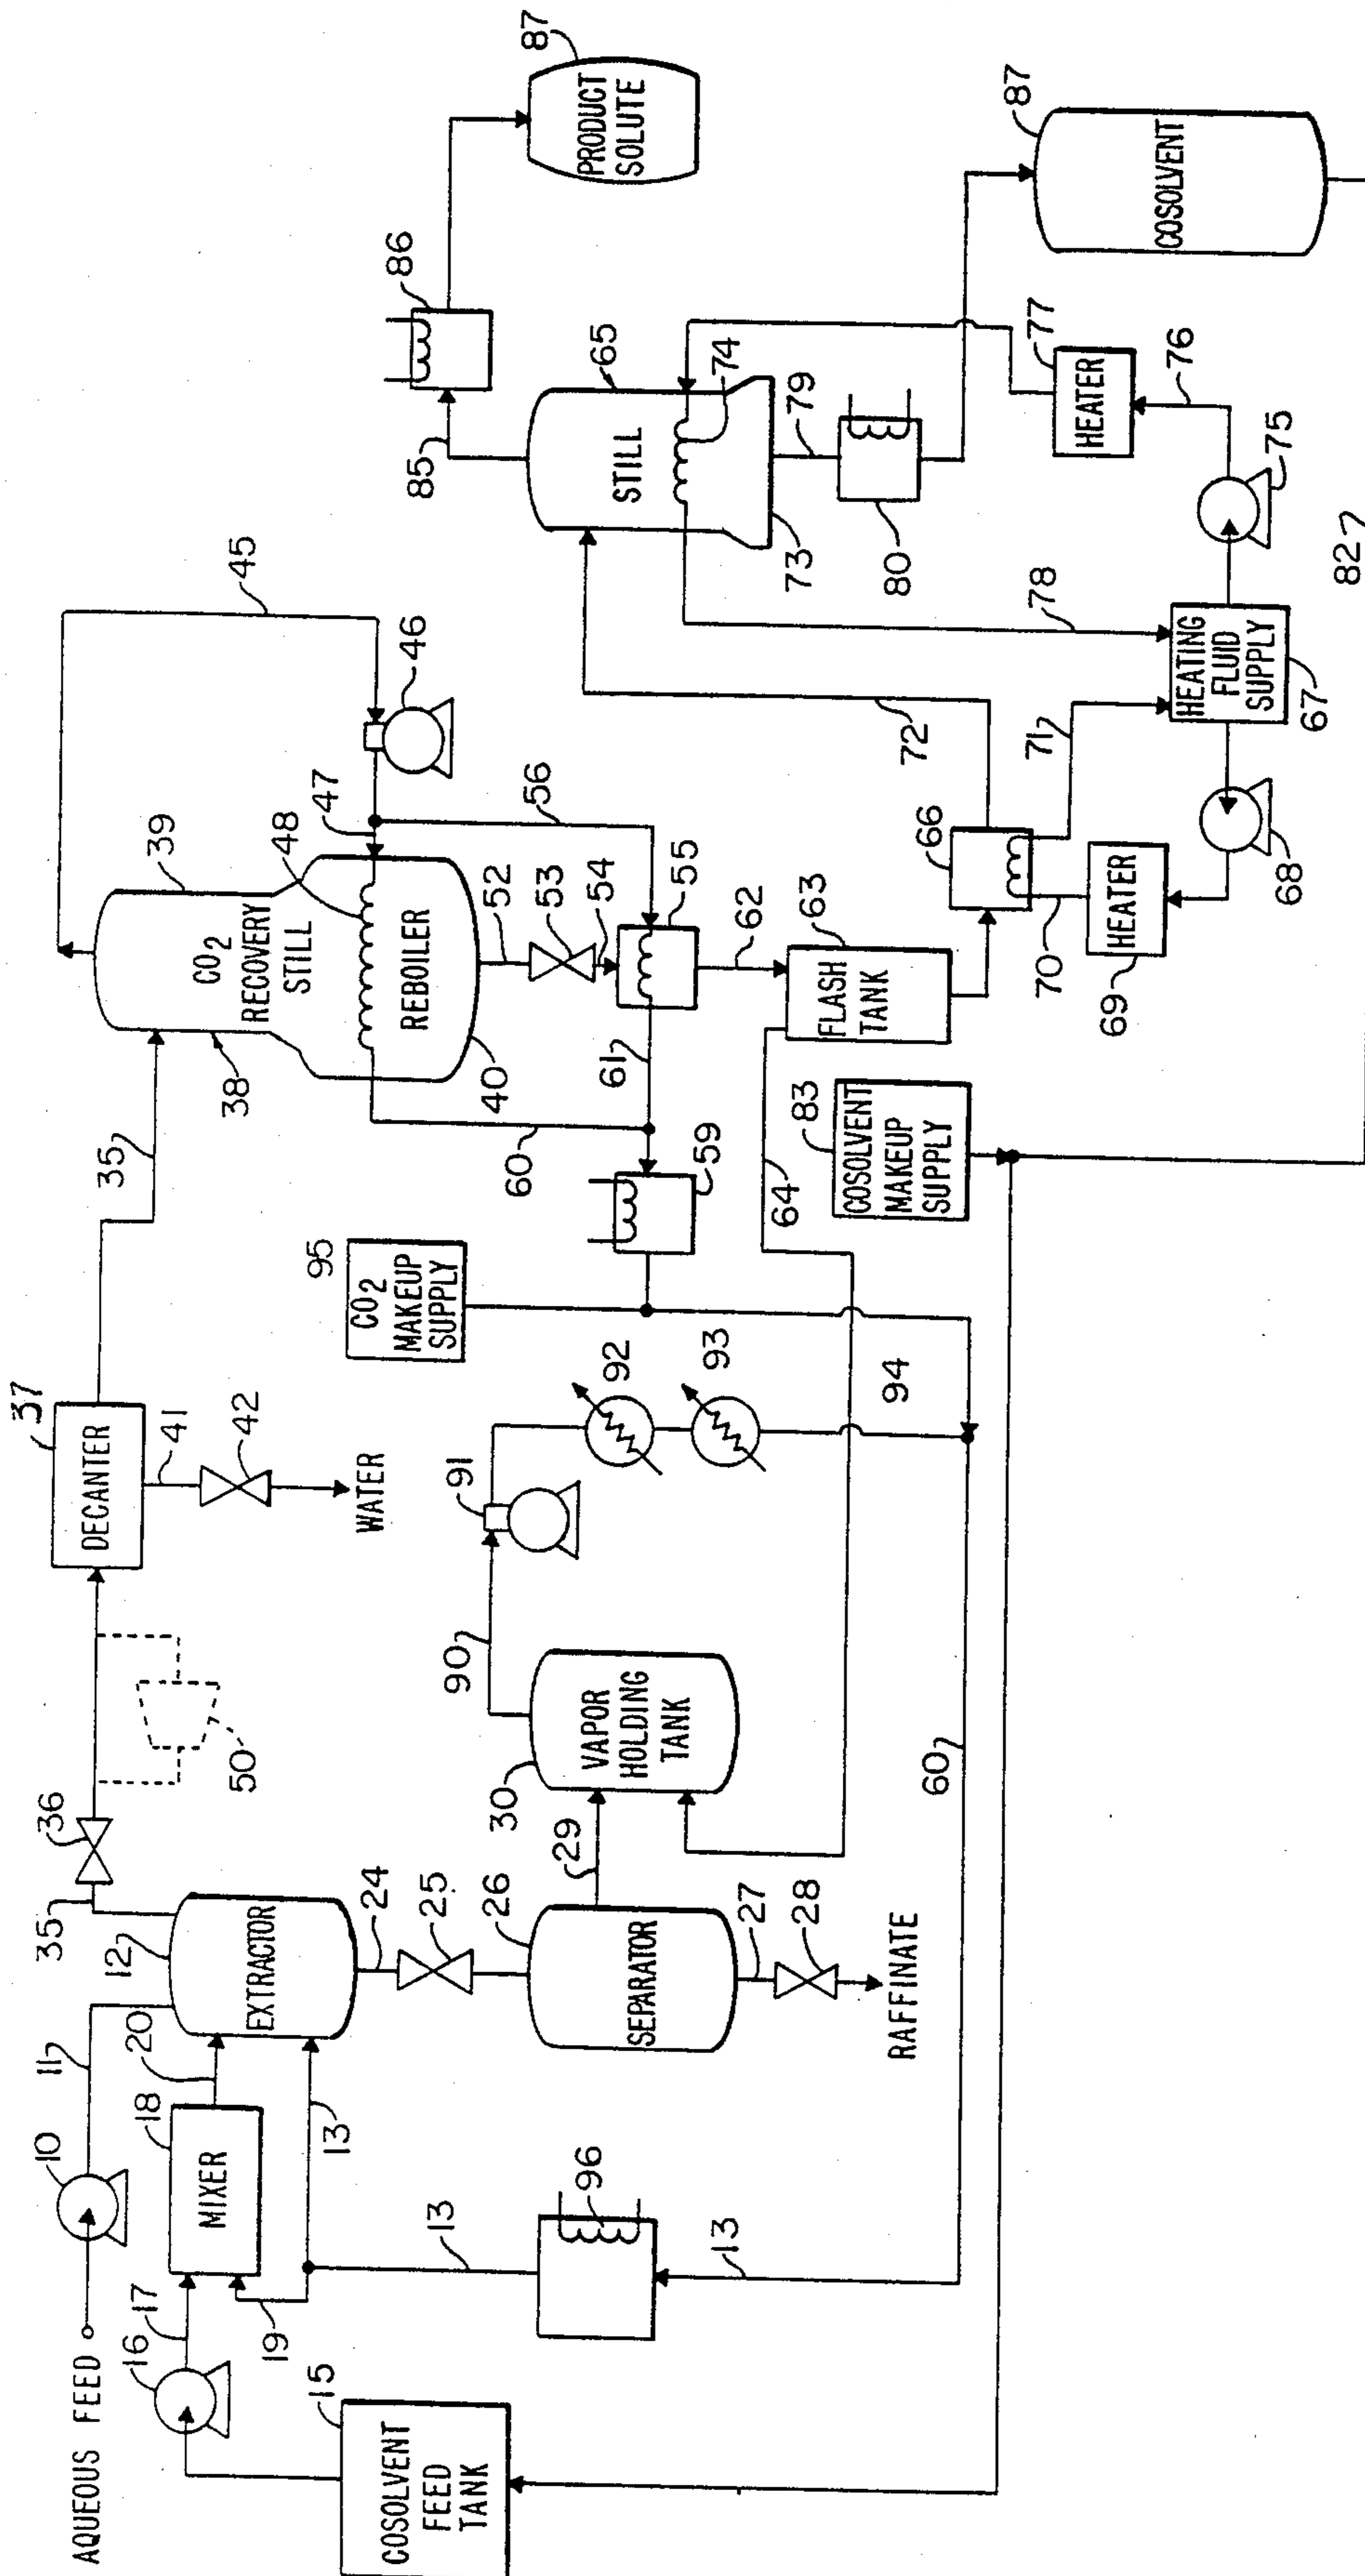 AQUEOUS FEED
10
11
16
17
18
MIXER
19
20
15
COSOLVENT
FEED
TANK
13
13
13
96
12
EXTRACTOR
35
36
50
24
25
26
SEPARATOR
27
28
RAFFINATE
29
30
VAPOR
HOLDING
TANK
90
91
92
93
94
60
37
DECANTER
41
42
WATER
35
38
39
CO2
RECOVERY
STILL
40
REBOILER
45
46
47
48
52
53
54
55
56
59
60
61
62
63
FLASH
TANK
64
95
CO2
MAKEUP
SUPPLY
83
COSOLVENT
MAKEUP
SUPPLY
65
STILL
66
67
HEATING
FLUID
SUPPLY
68
69
HEATER
70
71
72
73
74
75
76
77
HEATER
78
79
80
82
85
86
87
PRODUCT
SOLUTE
87
COSOLVENT